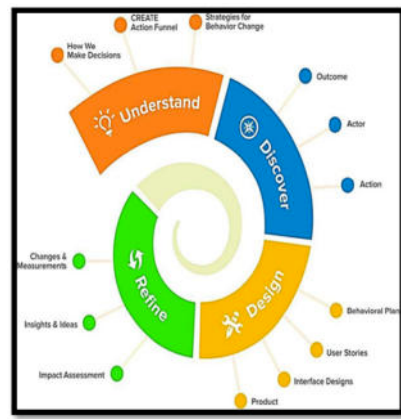 CREATE
Action Funnel
Strategies for
Behavior Change
How We
Make Decisions
Understand
Outcome
Actor
Action
Discover
Behavioral Plan
User Stories
Interface Designs
Product
Design
Impact Assessment
Insights & Ideas
Changes &
Measurements
Refine